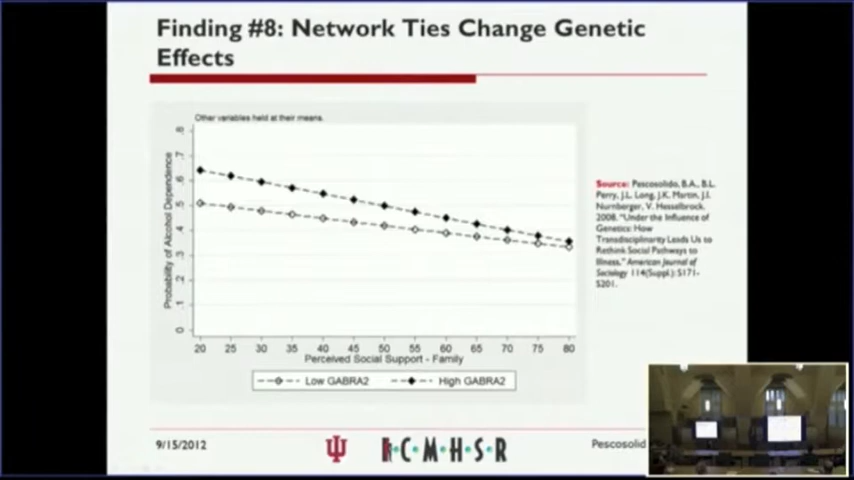 Finding #8: Network Ties Change Genetic
Effects
Other variables held at their means.
Probability of Alcohol Dependence
.8
.7
.6
.5
.4
.3
.2
.1
0
20 25 30 35 40 45 50 55 60 65 70 75 80
Perceived Social Support - Family
Low GABRA2 High GABRA2
Source: Pescosolido, B.A., B.L.
Perry, J.L. Long, J.K. Martin, J.I.
Nurnberger, V. Hesselbrock.
2008. "Under the Influence of
Genetics: How
Transdisciplinarity Leads Us to
Rethink Social Pathways to
Illness." American Journal of
Sociology 114(Suppl.): S171-
S201.
9/15/2012
I·C·M·H·S·R
Pescosolid